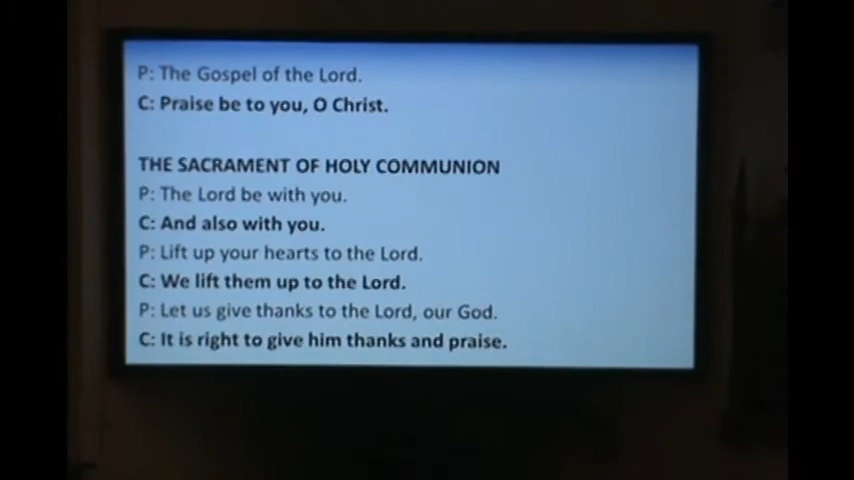 P: The Gospel of the Lord.
C: Praise be to you, O Christ.
THE SACRAMENT OF HOLY COMMUNION
P: The Lord be with you.
C: And also with you.
P: Lift up your hearts to the Lord.
C: We lift them up to the Lord.
P: Let us give thanks to the Lord, our God.
C: It is right to give him thanks and praise.